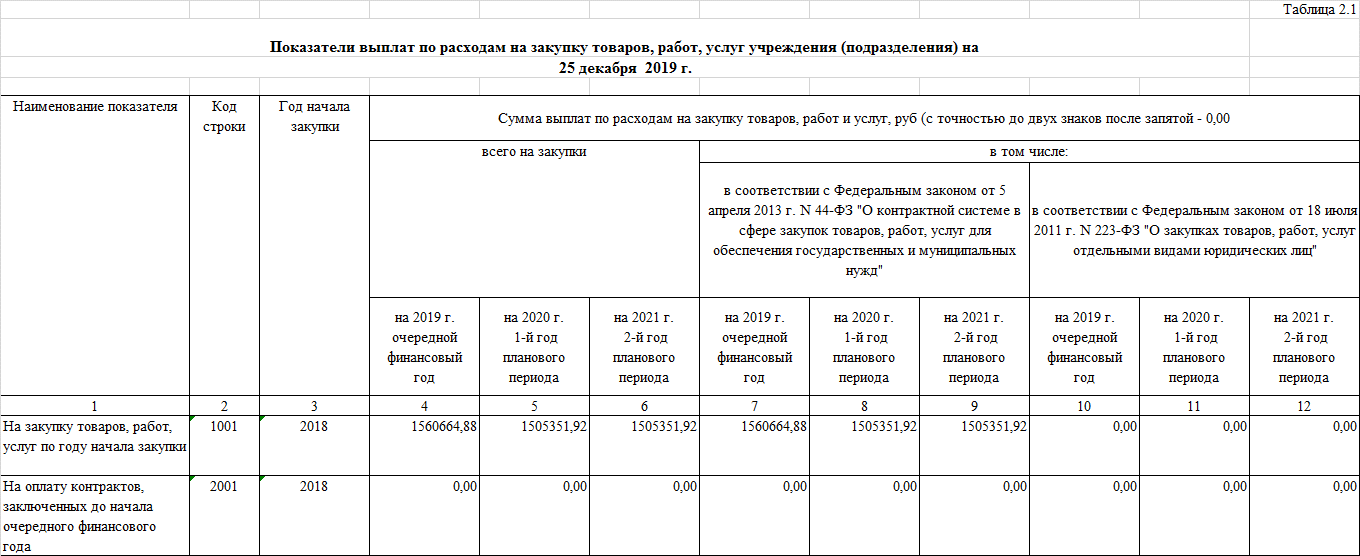 Таблица 2.1
Показатели выплат по расходам на закупку товаров, работ, услуг учреждения (подразделения) на
25 декабря 2019 г.
Наименование показателя
Код
строки
Год начала
закупки
Сумма выплат по расходам на закупку товаров, работ и услуг, руб (с точностью до двух знаков после запятой - 0,00
всего на закупки
в том числе:
в соответствии с Федеральным законом от 5
апреля 2013 г. N 44-ФЗ "О контрактной системе в
сфере закупок товаров, работ, услуг для
обеспечения государственных и муниципальных
нужд"
в соответствии с Федеральным законом от 18 июля
2011 г. N 223-ФЗ "О закупках товаров, работ, услуг
отдельными видами юридических лиц"
на 2019 г.
очередной
финансовый
год
на 2020 г.
1-й год
планового
периода
на 2021 г.
2-й год
планового
периода
на 2019 г.
очередной
финансовый
год
на 2020 г.
1-й год
планового
периода
на 2021 г.
2-й год
планового
периода
на 2019 г.
очередной
финансовый
год
на 2020 г.
1-й год
планового
периода
на 2021 г.
2-й год
планового
периода
1 2 3 4 5 6 7 8 9 10 11 12
На закупку товаров, работ,
услуг по году начала закупки
1001 2018 1560664,88 1505351,92 1505351,92 1560664,88 1505351,92 1505351,92 0,00 0,00 0,00
На оплату контрактов,
заключенных до начала
очередного финансового
года
2001 2018 0,00 0,00 0,00 0,00 0,00 0,00 0,00 0,00 0,00